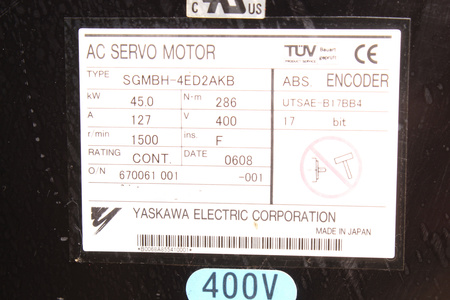 C US
AC SERVO MOTOR
TÜV Bauart geprüft CE
TYPE SGMBH-4ED2AKB
ABS. ENCODER
kW 45.0 N-m 286
UTSAE-B17BB4
A 127 V 400
17 bit
r/min 1500 ins. F
RATING CONT. DATE 0608
O/N 670061 001 -001
YASKAWA ELECTRIC CORPORATION
MADE IN JAPAN
400V